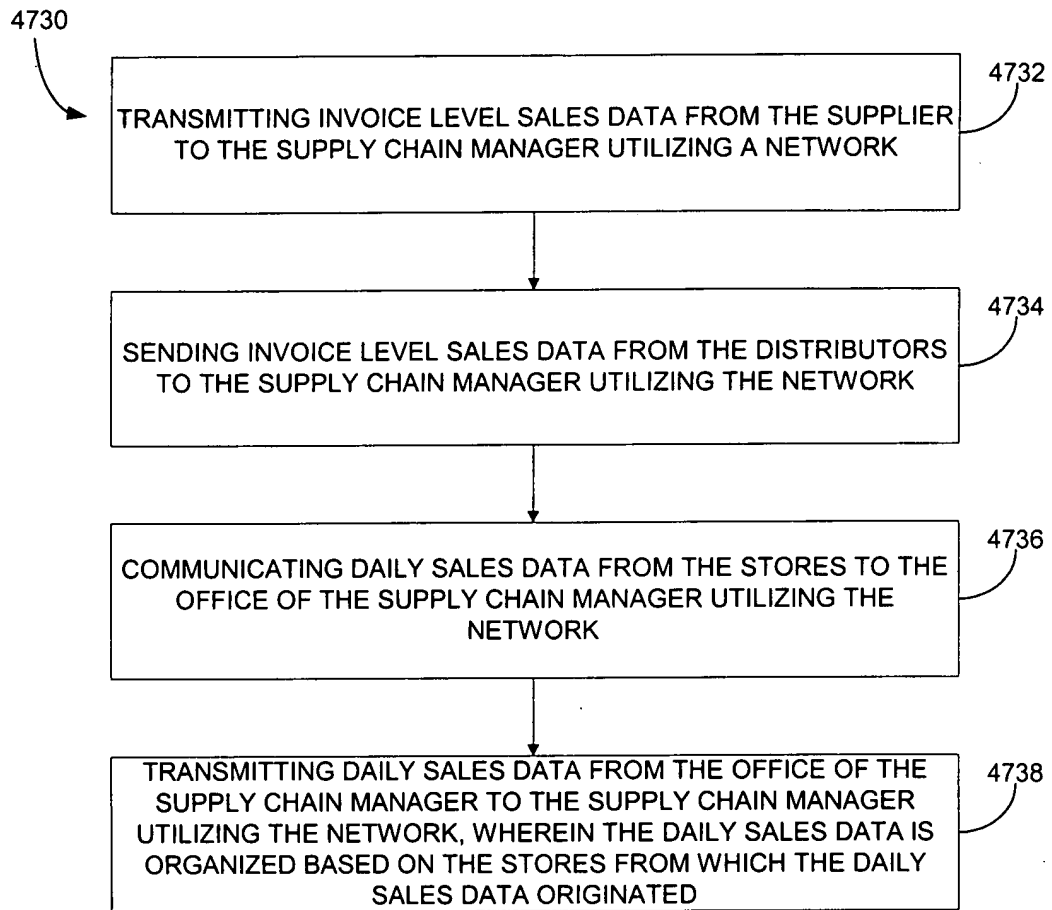 4730
4732
TRANSMITTING INVOICE LEVEL SALES DATA FROM THE SUPPLIER
TO THE SUPPLY CHAIN MANAGER UTILIZING A NETWORK
4734
SENDING INVOICE LEVEL SALES DATA FROM THE DISTRIBUTORS
TO THE SUPPLY CHAIN MANAGER UTILIZING THE NETWORK
4736
COMMUNICATING DAILY SALES DATA FROM THE STORES TO THE
OFFICE OF THE SUPPLY CHAIN MANAGER UTILIZING THE
NETWORK
4738
TRANSMITTING DAILY SALES DATA FROM THE OFFICE OF THE
SUPPLY CHAIN MANAGER TO THE SUPPLY CHAIN MANAGER
UTILIZING THE NETWORK, WHEREIN THE DAILY SALES DATA IS
ORGANIZED BASED ON THE STORES FROM WHICH THE DAILY
SALES DATA ORIGINATED